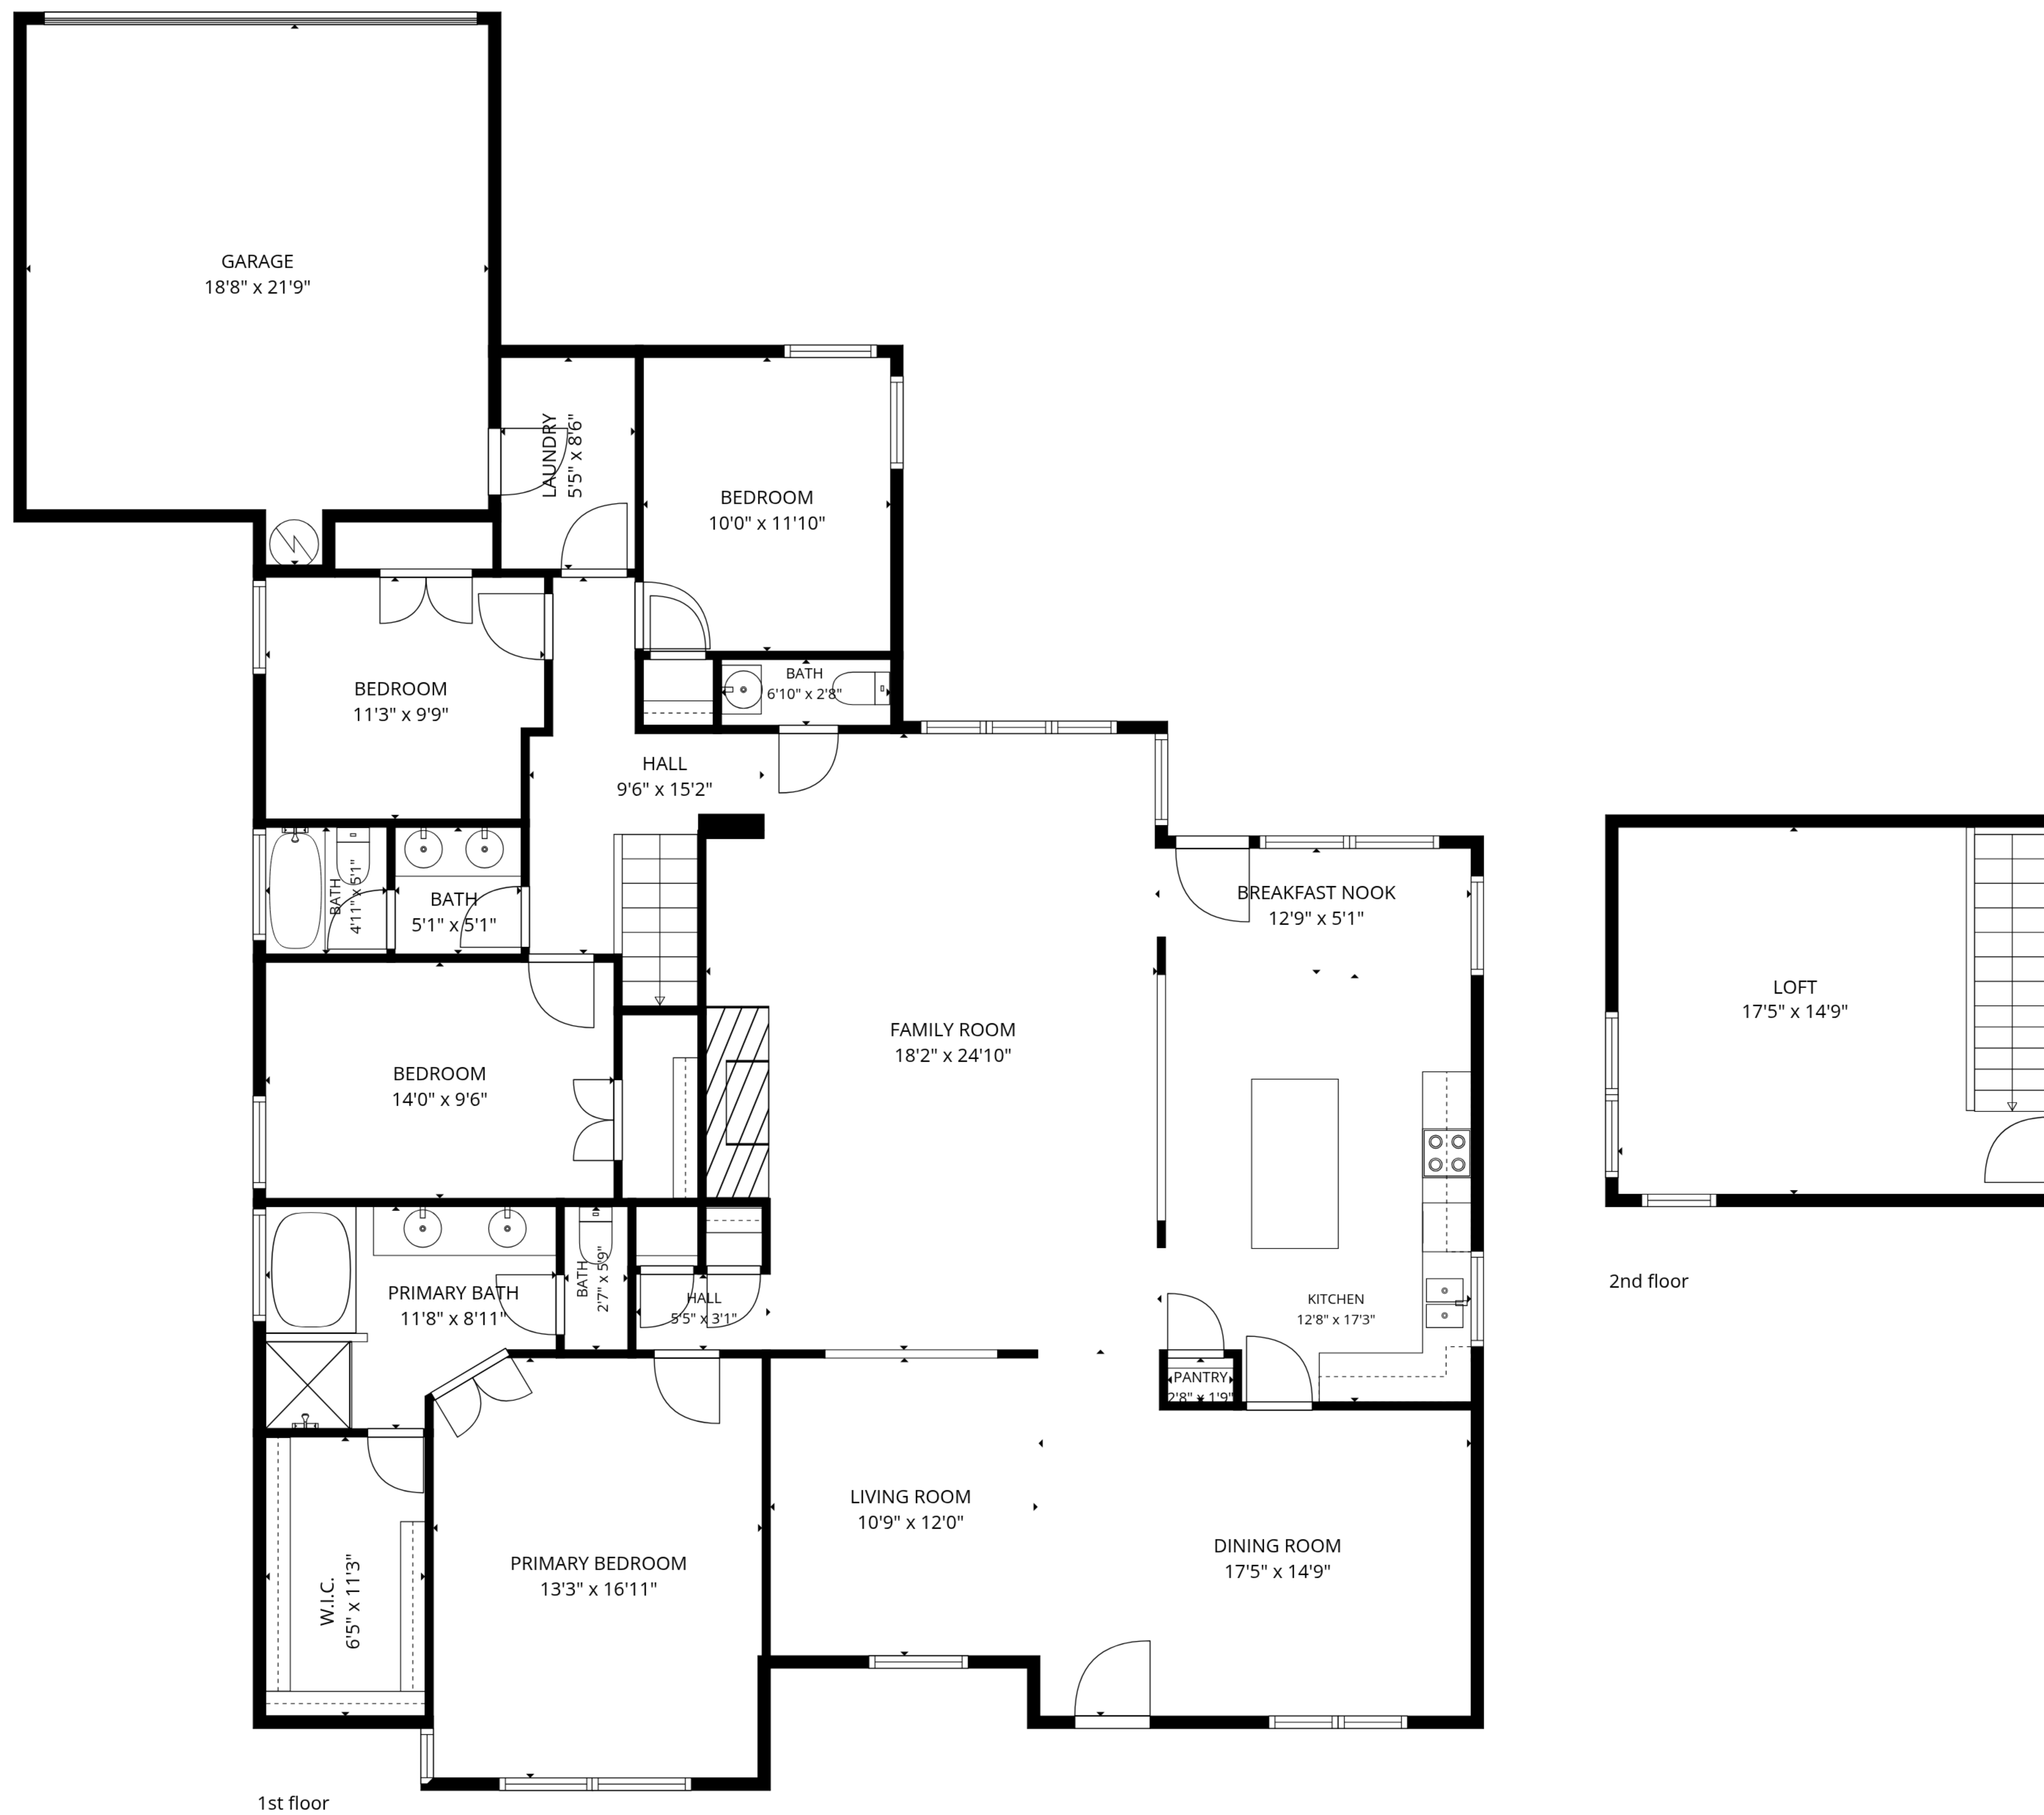 GARAGE
18'8" x 21'9"
LAUNDRY
5'5" x 8'6"
BEDROOM
10'0" x 11'10"
BATH
6'10" x 2'8"
BEDROOM
11'3" x 9'9"
HALL
9'6" x 15'2"
BATH
4'11" x 5'1"
BATH
5'1" x 5'1"
BREAKFAST NOOK
12'9" x 5'1"
FAMILY ROOM
18'2" x 24'10"
BEDROOM
14'0" x 9'6"
PRIMARY BATH
11'8" x 8'11"
BATH
2'7" x 5'9"
HALL
5'5" x 3'1"
KITCHEN
12'8" x 17'3"
PANTRY
2'8" x 1'9"
LIVING ROOM
10'9" x 12'0"
DINING ROOM
17'5" x 14'9"
PRIMARY BEDROOM
13'3" x 16'11"
W.I.C.
6'5" x 11'3"
1st floor
LOFT
17'5" x 14'9"
2nd floor